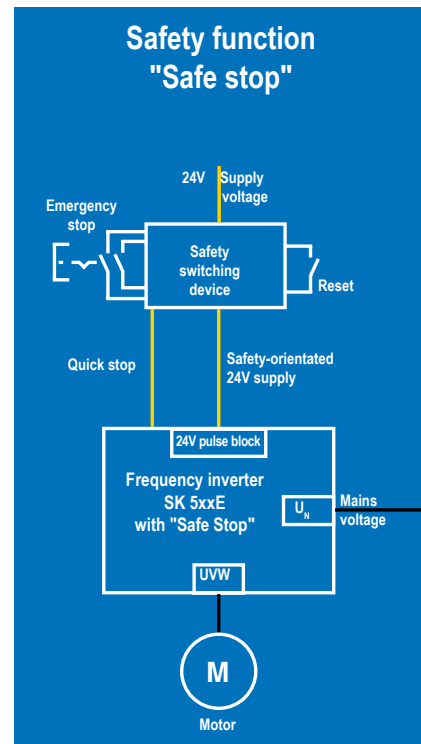 Safety function
"Safe stop"
24V Supply
voltage
Emergency
stop
Safety
switching
device
Reset
Quick stop
Safety-orientated
24V supply
24V pulse block
Frequency inverter
SK 5xxE
with "Safe Stop"
UN
Mains
voltage
UVW
M
Motor